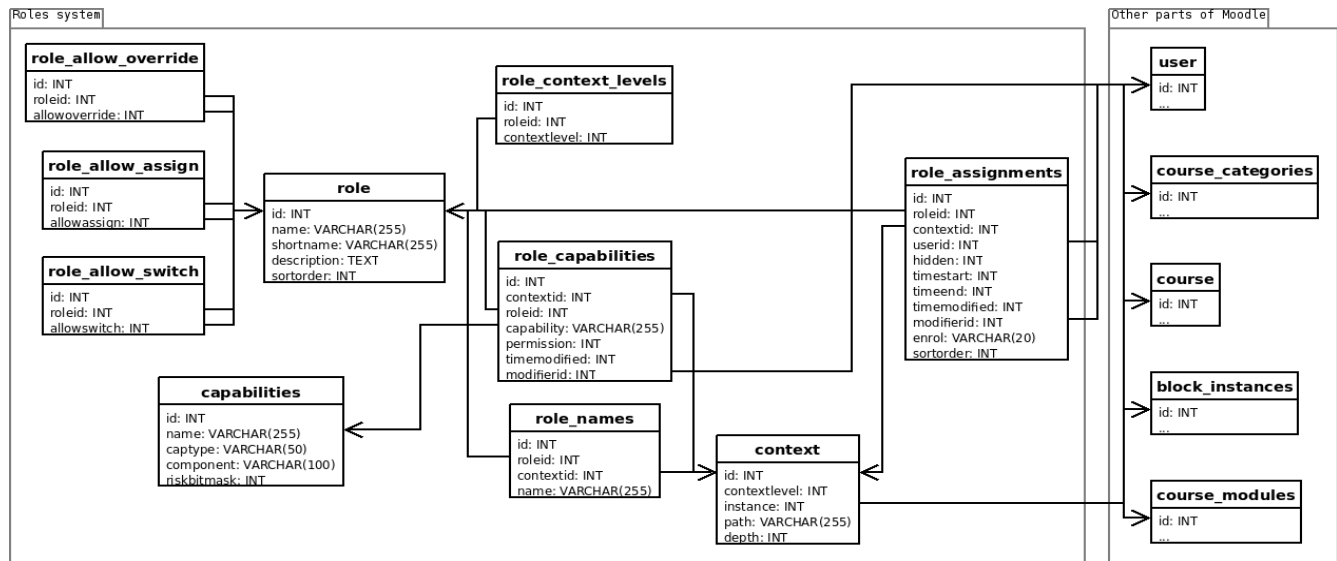 Roles system
role_allow_override
id: INT
roleid: INT
allowoverride: INT
role_allow_assign
id: INT
roleid: INT
allowassign: INT
role_allow_switch
id: INT
roleid: INT
allowswitch: INT
role
id: INT
name: VARCHAR(255)
shortname: VARCHAR(255)
description: TEXT
sortorder: INT
capabilities
id: INT
name: VARCHAR(255)
captype: VARCHAR(50)
component: VARCHAR(100)
riskbitmask: INT
role_context_levels
id: INT
roleid: INT
contextlevel: INT
role_capabilities
id: INT
contextid: INT
roleid: INT
capability: VARCHAR(255)
permission: INT
timemodified: INT
modifierid: INT
role_names
id: INT
roleid: INT
contextid: INT
name: VARCHAR(255)
context
id: INT
contextlevel: INT
instance: INT
path: VARCHAR(255)
depth: INT
role_assignments
id: INT
roleid: INT
contextid: INT
userid: INT
hidden: INT
timestart: INT
timeend: INT
timemodified: INT
modifierid: INT
enrol: VARCHAR(20)
sortorder: INT
Other parts of Moodle
user
id: INT
...
course_categories
id: INT
...
course
id: INT
...
block_instances
id: INT
...
course_modules
id: INT
...